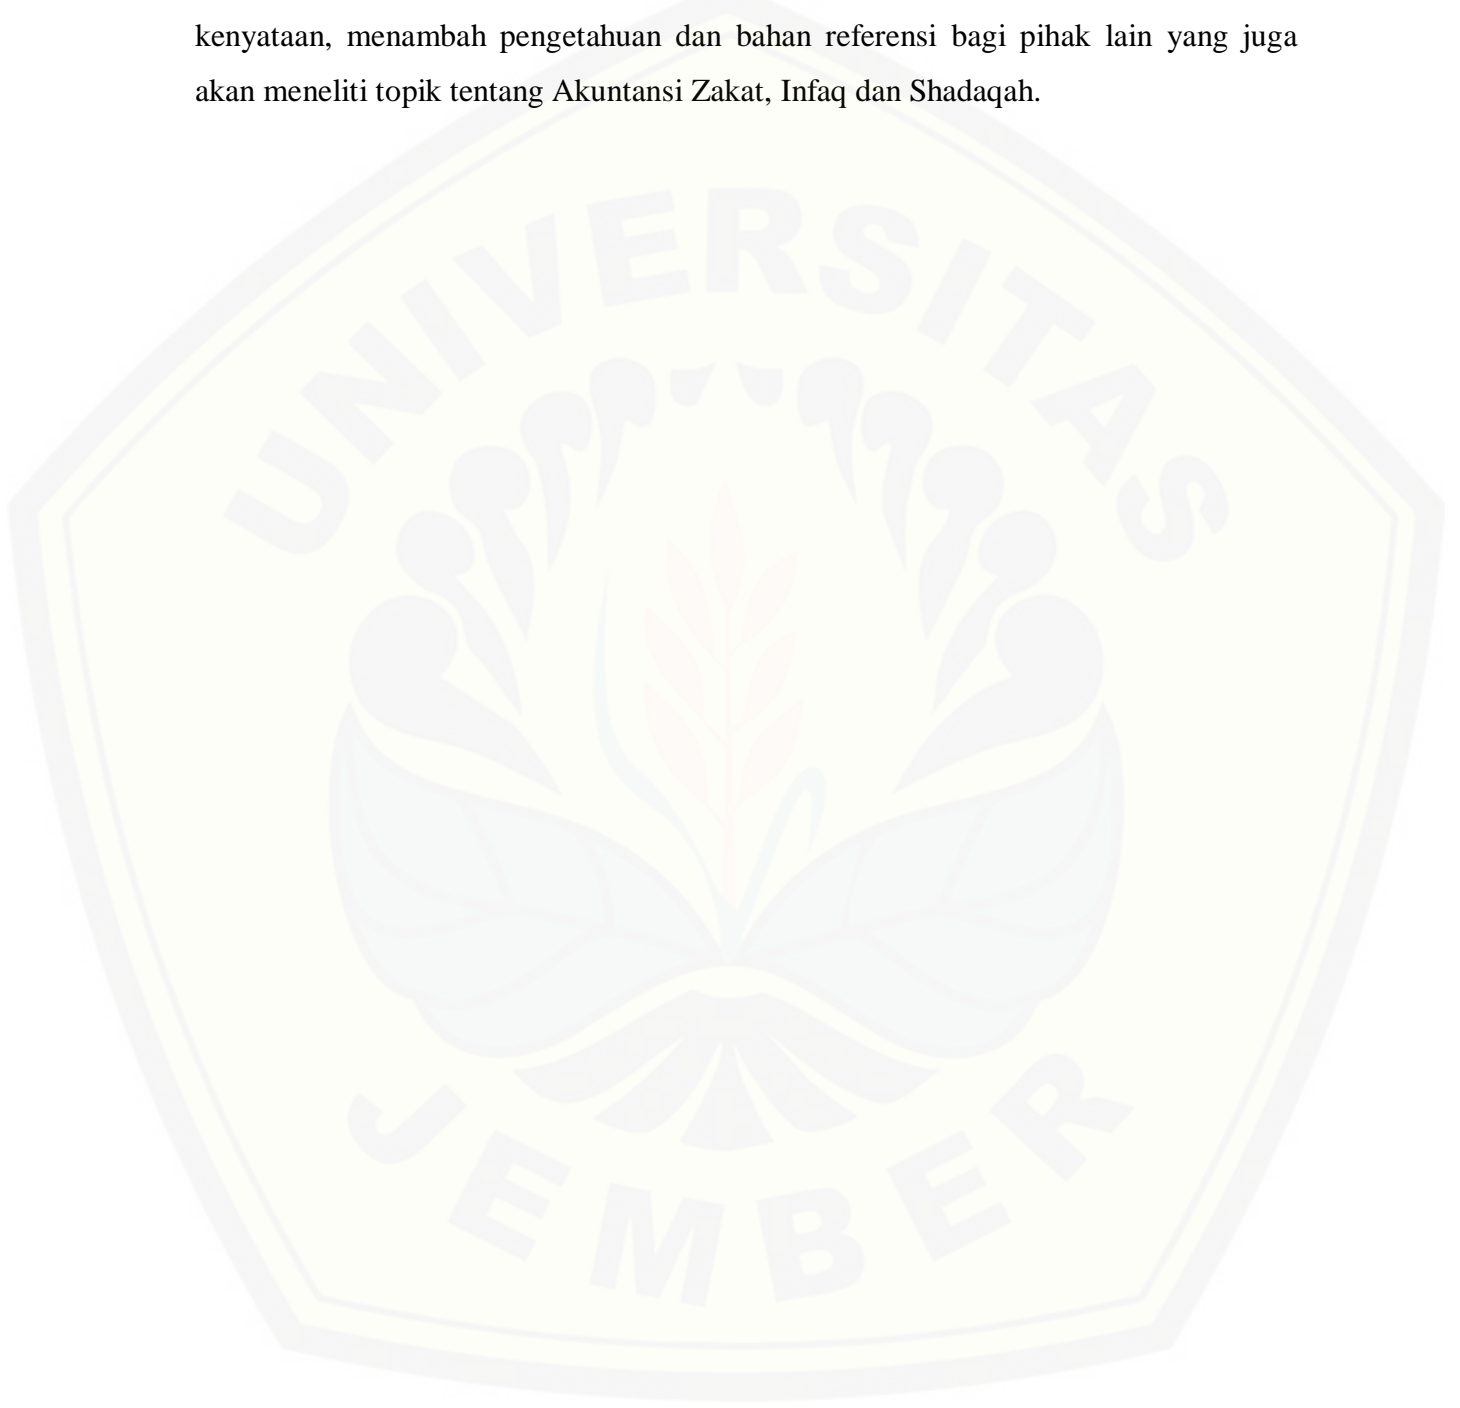 kenyataan, menambah pengetahuan dan bahan referensi bagi pihak lain yang juga
akan meneliti topik tentang Akuntansi Zakat, Infaq dan Shadaqah.
UNIVERSITAS
JEMBER